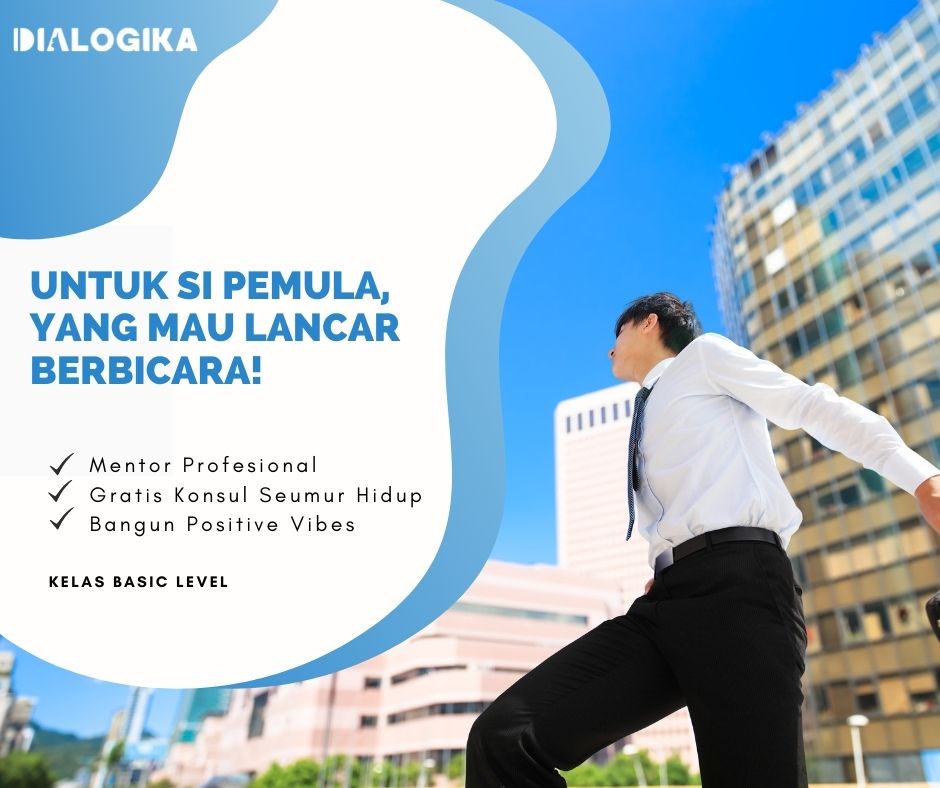 DIALOGIKA
UNTUK SI PEMULA,
YANG MAU LANCAR
BERBICARA!
Mentor Profesional
Gratis Konsul Seumur Hidup
Bangun Positive Vibes
KELAS BASIC LEVEL